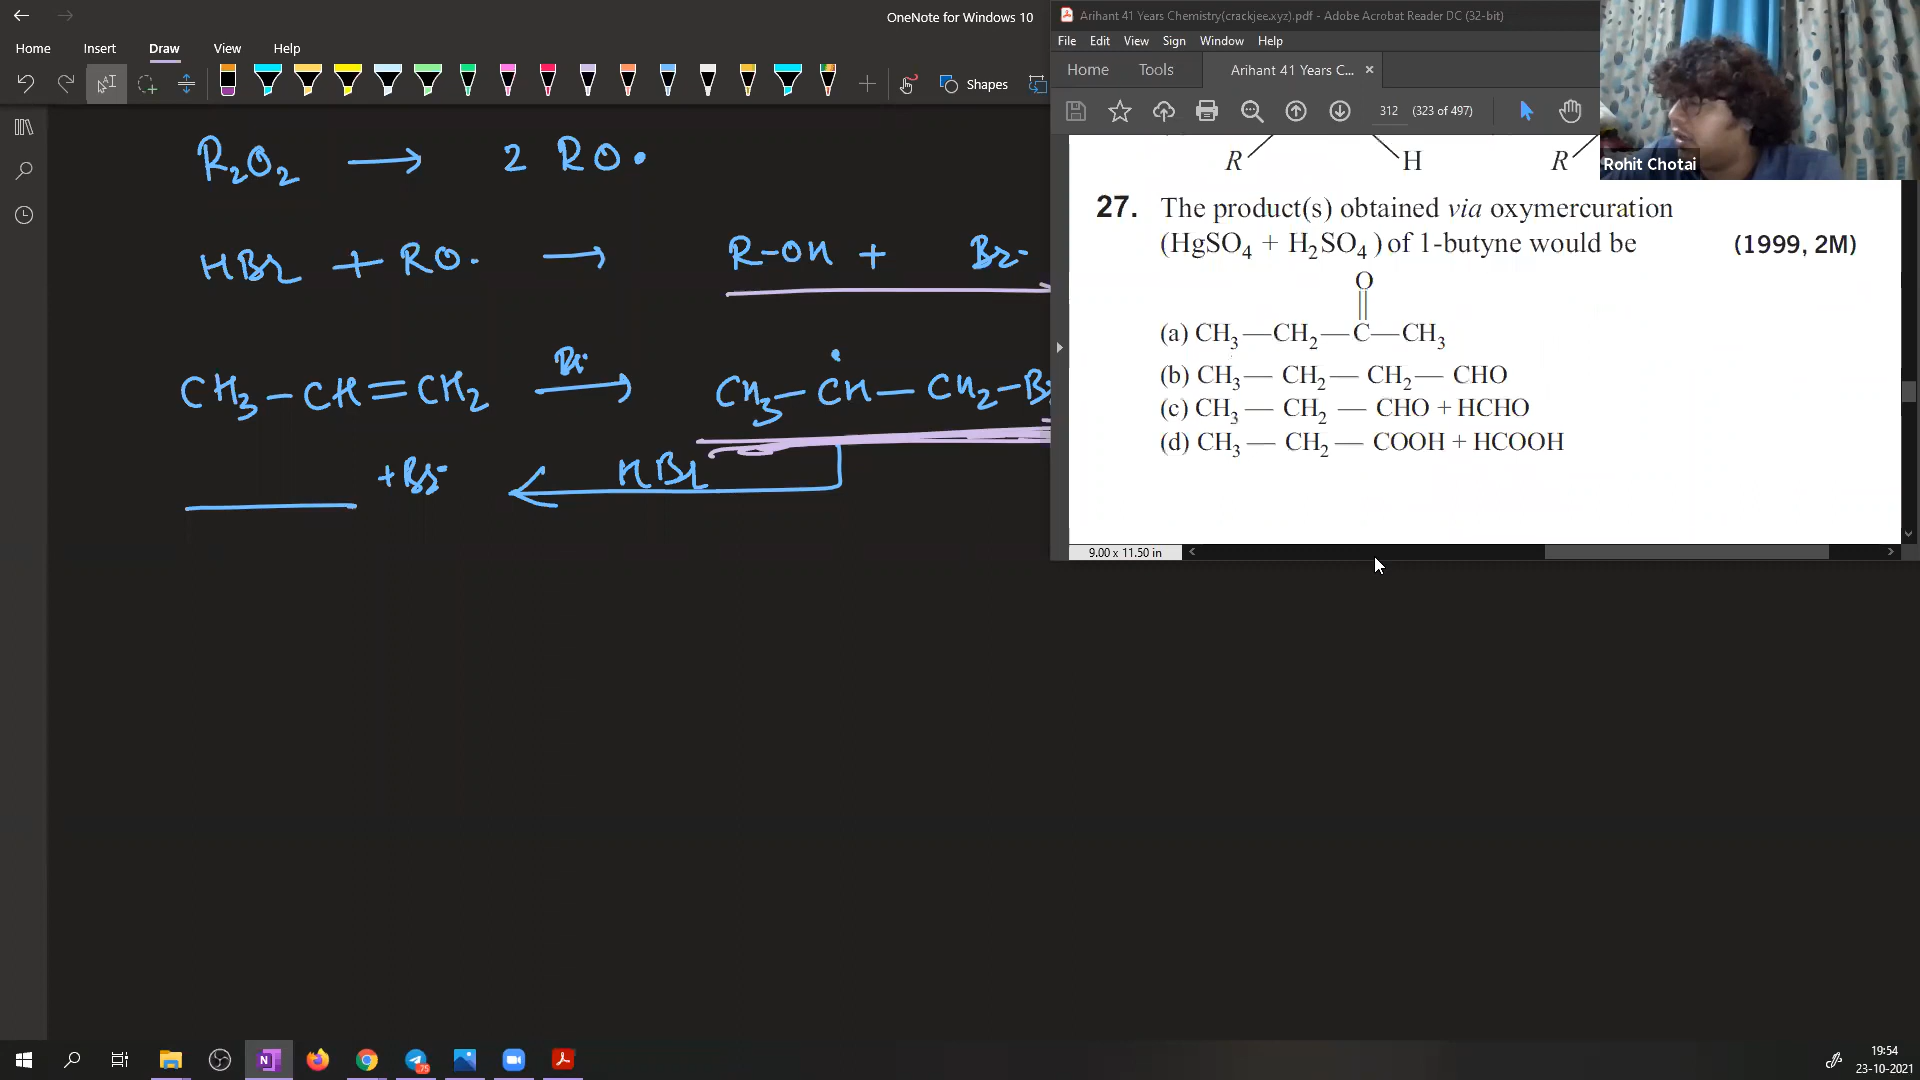 OneNote for Windows 10
Home Insert Draw View Help
Shapes
R₂O₂ → 2 RO•
HBr + RO• → R-OH + Br·
CH₃-CH=CH₂ Br· → CH₃-ĊH-CH₂-B
+Br· ← HBr
Arihant 41 Years Chemistry(crackjee.xyz).pdf - Adobe Acrobat Reader DC (32-bit)
File Edit View Sign Window Help
Home Tools Arihant 41 Years C... ×
312 (323 of 497)
Rohit Chotai
R H R
27. The product(s) obtained via oxymercuration
(HgSO₄ + H₂SO₄) of 1-butyne would be (1999, 2M)
O
(a) CH₃—CH₂—C—CH₃
(b) CH₃— CH₂— CH₂— CHO
(c) CH₃— CH₂ — CHO + HCHO
(d) CH₃— CH₂ — COOH + HCOOH
9.00 x 11.50 in
75
19:54
23-10-2021